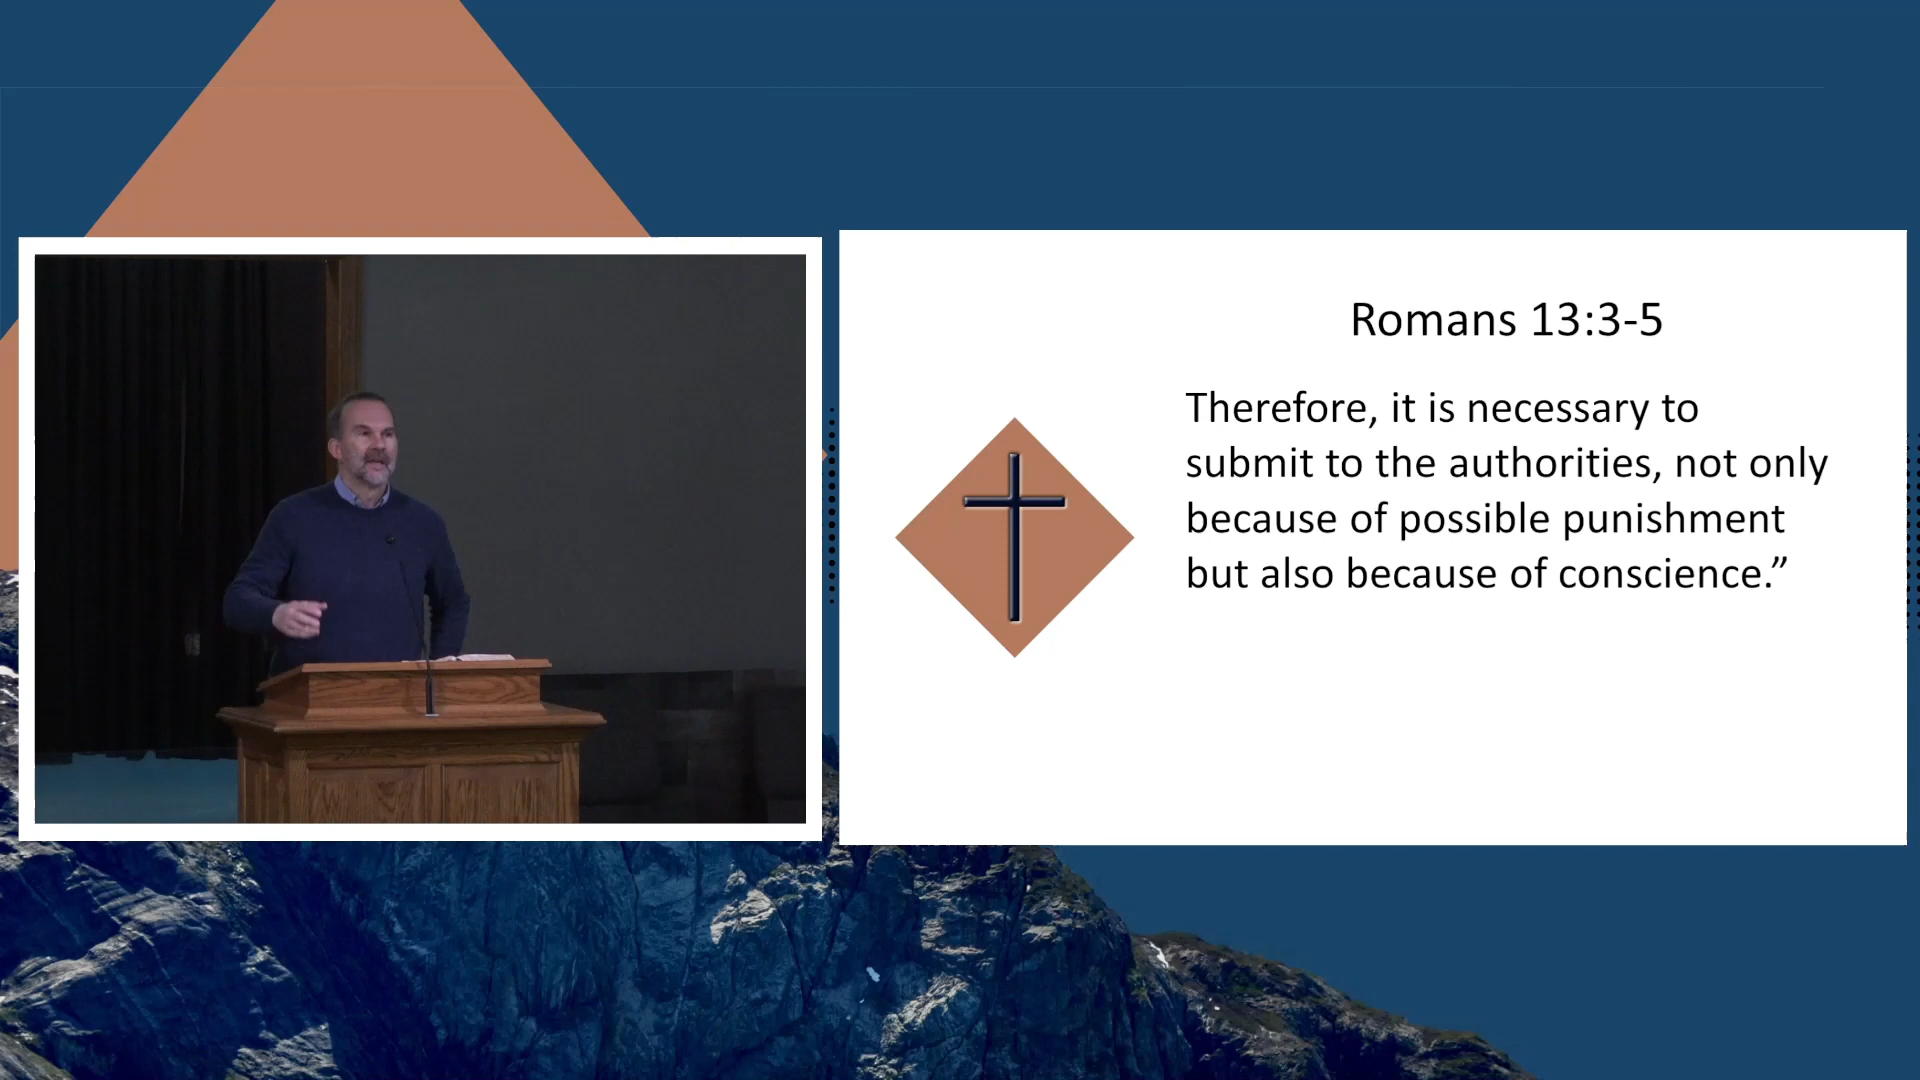 Romans 13:3-5
Therefore, it is necessary to
submit to the authorities, not only
because of possible punishment
but also because of conscience.”